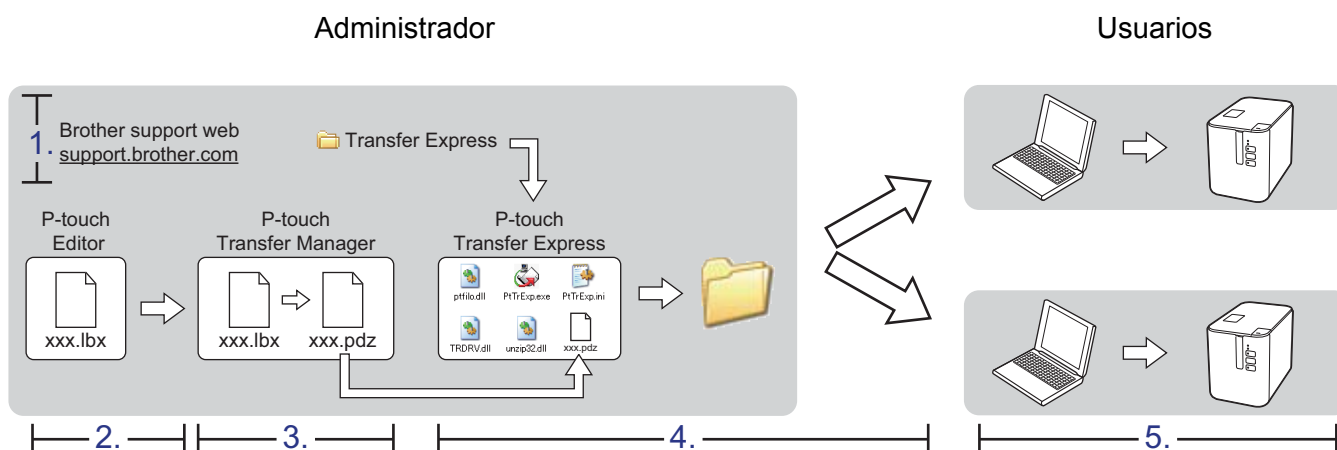 Administrador
Usuarios
1.
Brother support web
support.brother.com
Transfer Express
P-touch
Editor
xxx.lbx
P-touch
Transfer Manager
xxx.lbx
xxx.pdz
P-touch
Transfer Express
ptfilo.dll
PtTrExp.exe
PtTrExp.ini
TRDRV.dll
unzip32.dll
xxx.pdz
2.
3.
4.
5.